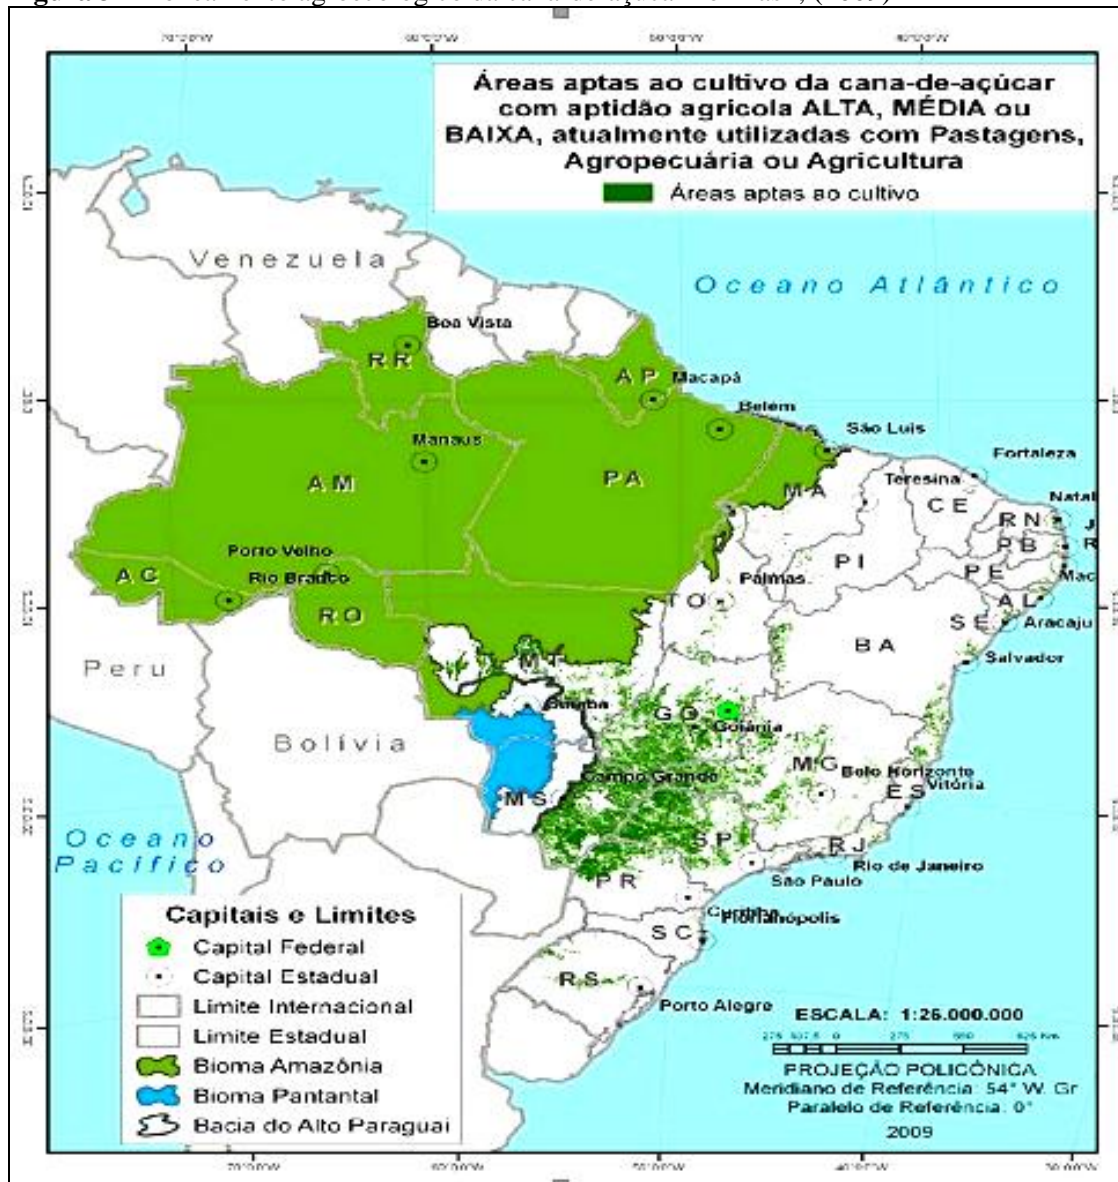 Áreas aptas ao cultivo da cana-de-açúcar
com aptidão agrícola ALTA, MÉDIA ou
BAIXA, atualmente utilizadas com Pastagens,
Agropecuária ou Agricultura
Áreas aptas ao cultivo
Venezuela
Oceano Atlântico
Boa Vista
RR
AP
Macapá
Belém
São Luis
Manaus
Fortaleza
Teresina
AM
PA
MA
CE
Natal
RN
J
PB
R
Porto Velho
PI
PE
AC
Rio Branco
Palmas
Mac
RO
TO
AL
SE
Aracaju
BA
Salvador
Peru
MT
GO
Goiânia
Bolívia
MG
Belo Horizonte
Campo Grande
ES
Vitória
MS
Oceano
Pacífico
SP
RJ
Rio de Janeiro
São Paulo
PR
Florianópolis
SC
RS
Porto Alegre
Capitais e Limites
Capital Federal
Capital Estadual
Limite Internacional
Limite Estadual
Bioma Amazônia
Bioma Pantantal
Bacia do Alto Paraguai
ESCALA: 1:26.000.000
PROJEÇÃO POLICÔNICA
Meridiano de Referência: 54° W. Gr
Paralelo de Referência: 0°
2009